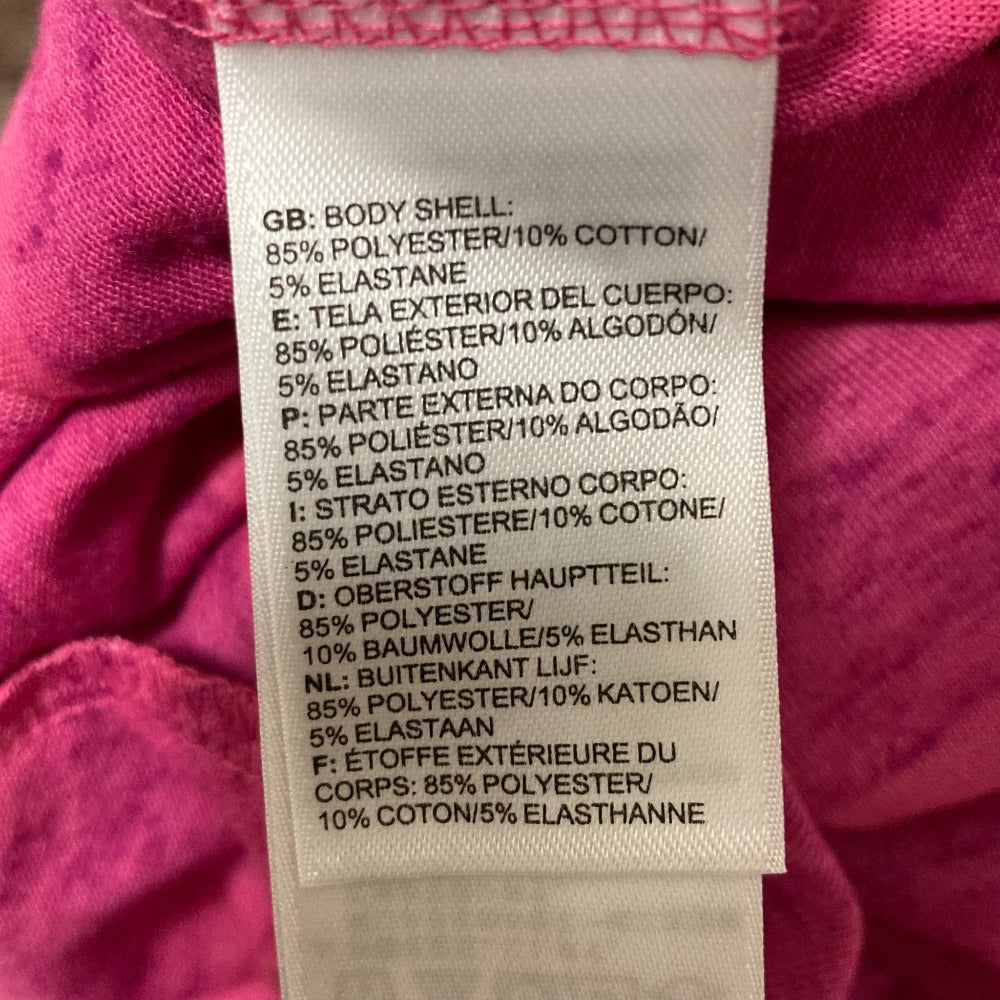 GB: BODY SHELL:
85% POLYESTER/10% COTTON/
5% ELASTANE
E: TELA EXTERIOR DEL CUERPO:
85% POLIÉSTER/10% ALGODÓN/
5% ELASTANO
P: PARTE EXTERNA DO CORPO:
85% POLIÉSTER/10% ALGODÃO/
5% ELASTANO
I: STRATO ESTERNO CORPO:
85% POLIESTERE/10% COTONE/
5% ELASTANE
D: OBERSTOFF HAUPTTEIL:
85% POLYESTER/
10% BAUMWOLLE/5% ELASTHAN
NL: BUITENKANT LIJF:
85% POLYESTER/10% KATOEN/
5% ELASTAAN
F: ÉTOFFE EXTÉRIEURE DU
CORPS: 85% POLYESTER/
10% COTON/5% ELASTHANNE